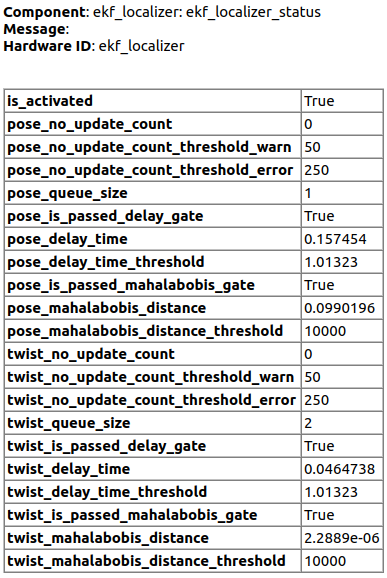 Component: ekf_localizer: ekf_localizer_status
Message:
Hardware ID: ekf_localizer
is_activated True
pose_no_update_count 0
pose_no_update_count_threshold_warn 50
pose_no_update_count_threshold_error 250
pose_queue_size 1
pose_is_passed_delay_gate True
pose_delay_time 0.157454
pose_delay_time_threshold 1.01323
pose_is_passed_mahalabobis_gate True
pose_mahalabobis_distance 0.0990196
pose_mahalabobis_distance_threshold 10000
twist_no_update_count 0
twist_no_update_count_threshold_warn 50
twist_no_update_count_threshold_error 250
twist_queue_size 2
twist_is_passed_delay_gate True
twist_delay_time 0.0464738
twist_delay_time_threshold 1.01323
twist_is_passed_mahalabobis_gate True
twist_mahalabobis_distance 2.2889e-06
twist_mahalabobis_distance_threshold 10000